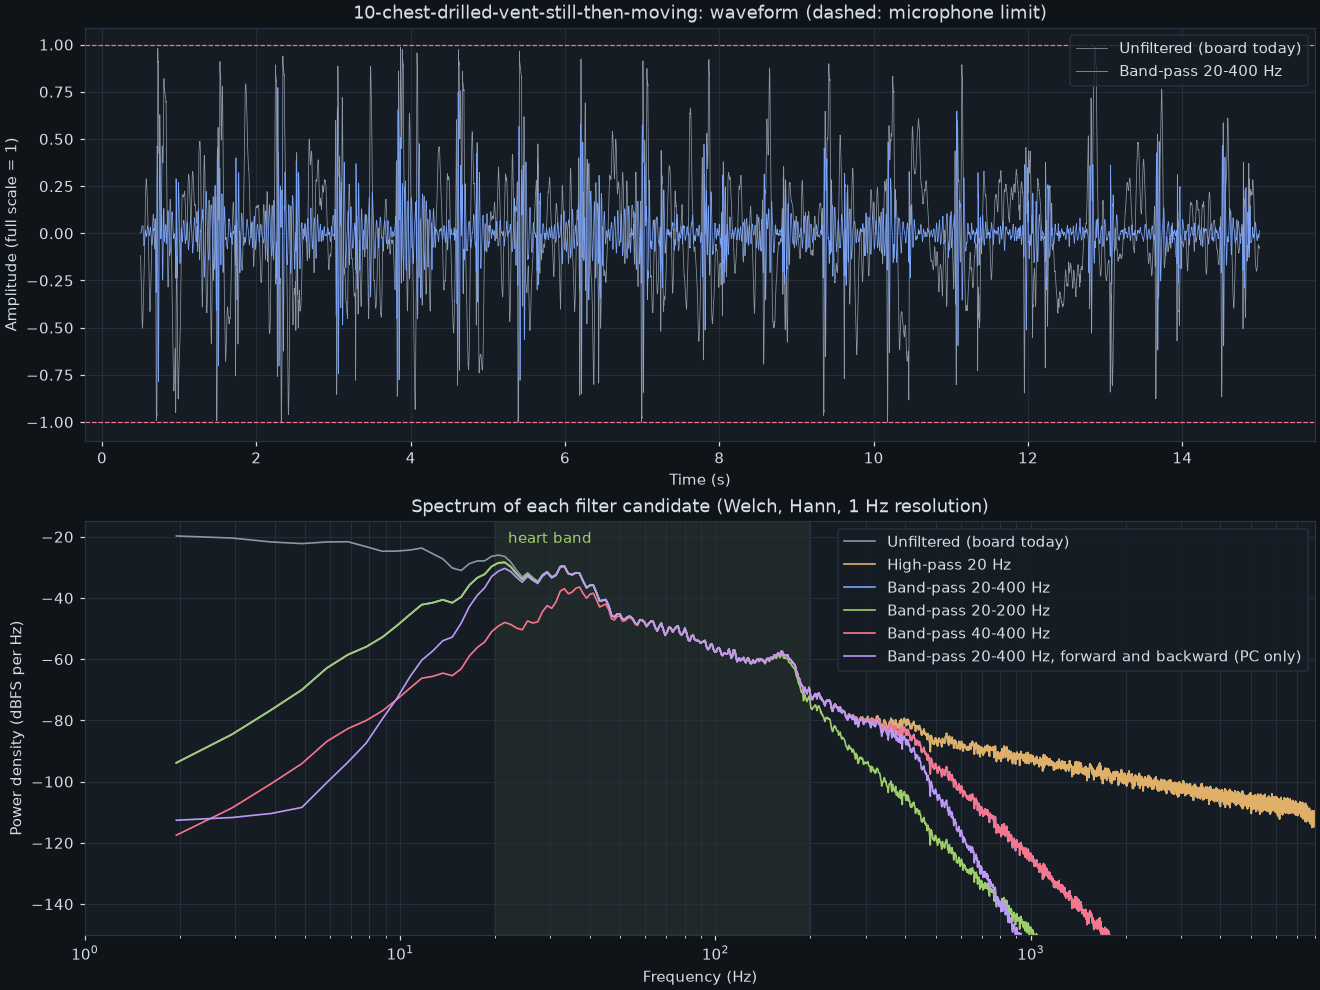 10-chest-drilled-vent-still-then-moving: waveform (dashed: microphone limit)
Amplitude (full scale = 1)
1.00
0.75
0.50
0.25
0.00
−0.25
−0.50
−0.75
−1.00
Unfiltered (board today)
Band-pass 20-400 Hz
0 2 4 6 8 10 12 14
Time (s)
Spectrum of each filter candidate (Welch, Hann, 1 Hz resolution)
Power density (dBFS per Hz)
−20
−40
−60
−80
−100
−120
−140
heart band
Unfiltered (board today)
High-pass 20 Hz
Band-pass 20-400 Hz
Band-pass 20-200 Hz
Band-pass 40-400 Hz
Band-pass 20-400 Hz, forward and backward (PC only)
10⁰ 10¹ 10² 10³
Frequency (Hz)